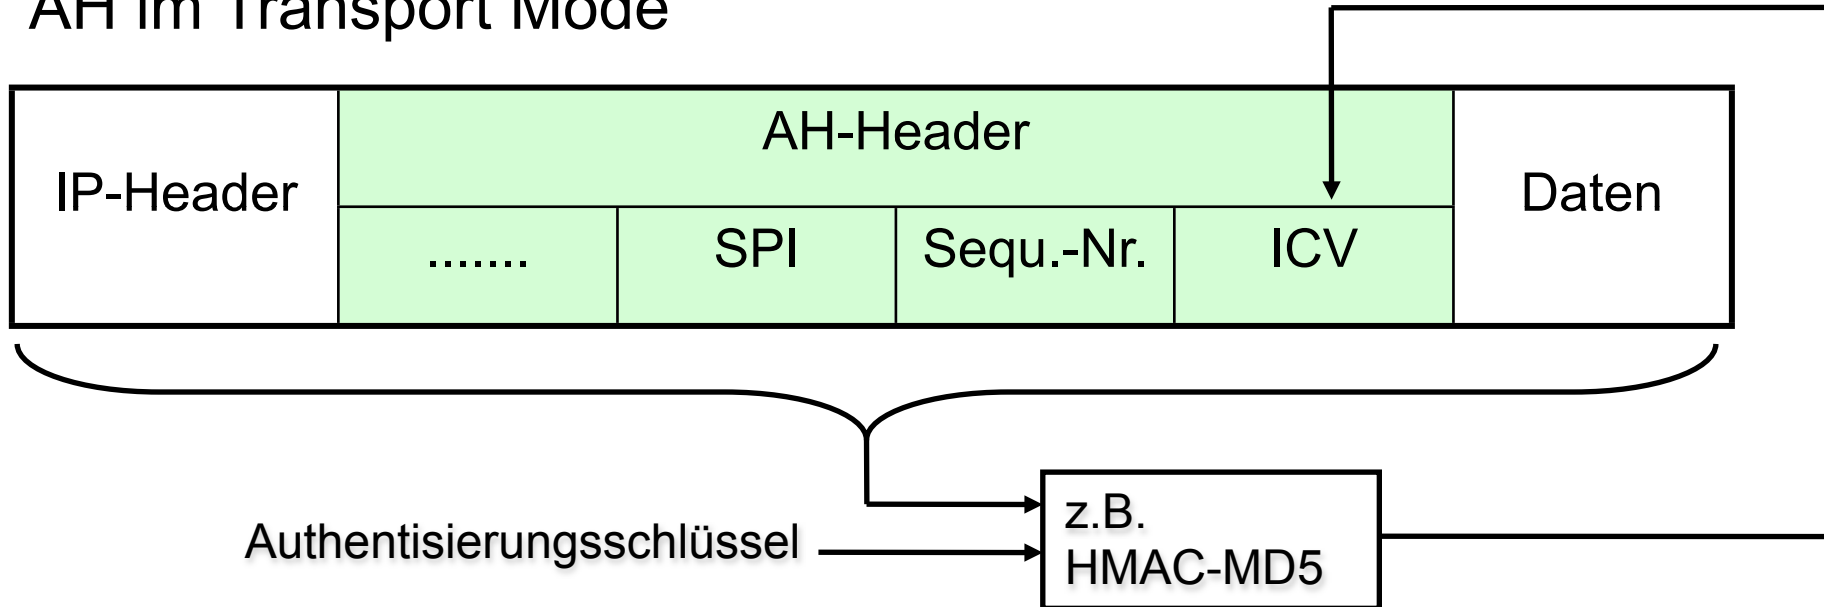 AH im Transport Mode
AH-Header
IP-Header
Daten
.......
SPI
Sequ.-Nr.
ICV
z.B.
Authentisierungsschlüssel
HMAC-MD5